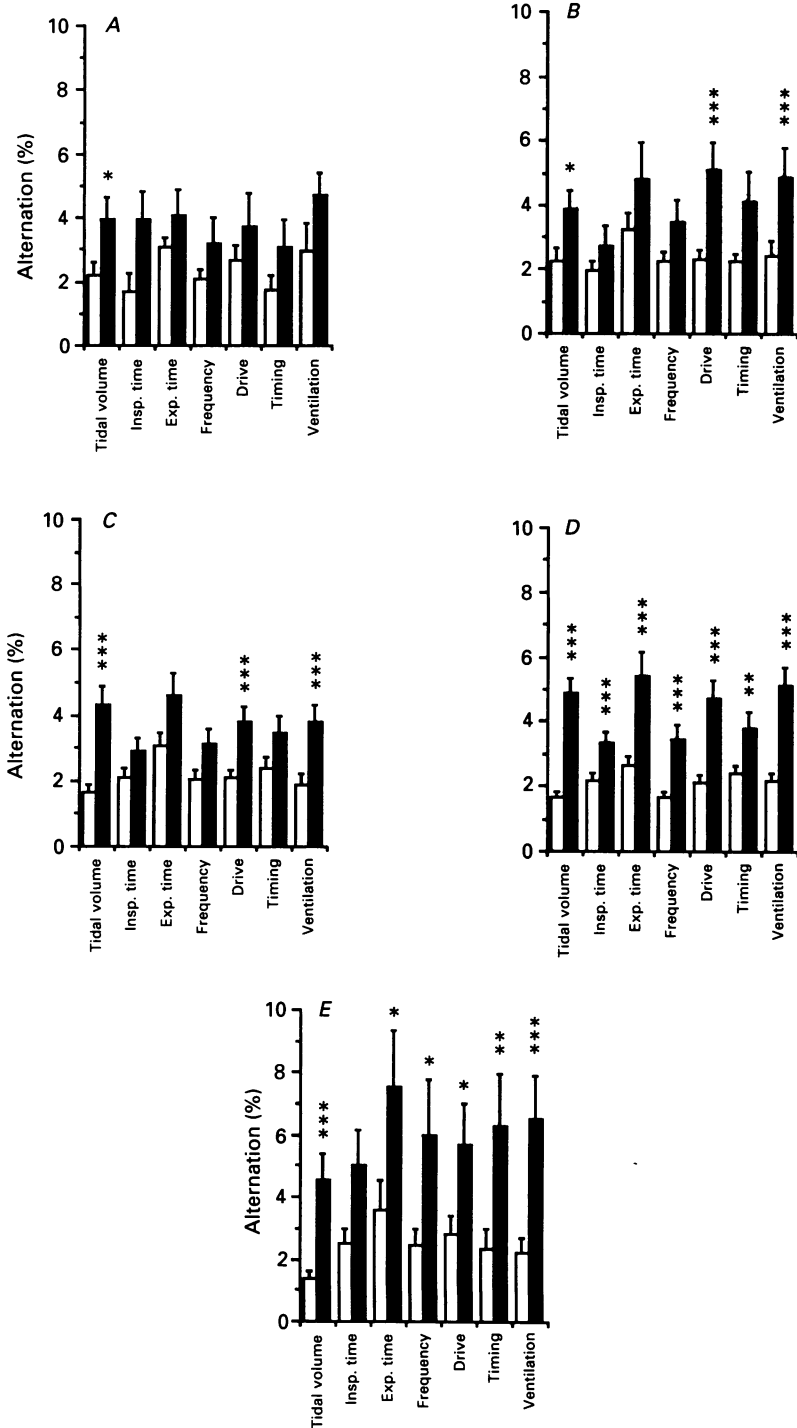 A
Alternation (%)
10
8
6
4
2
0
*
Tidal volume
Insp. time
Exp. time
Frequency
Drive
Timing
Ventilation
B
10
8
6
4
2
0
*
***
***
Tidal volume
Insp. time
Exp. time
Frequency
Drive
Timing
Ventilation
C
Alternation (%)
10
8
6
4
2
0
***
***
***
Tidal volume
Insp. time
Exp. time
Frequency
Drive
Timing
Ventilation
D
10
8
6
4
2
0
***
***
***
***
***
**
***
Tidal volume
Insp. time
Exp. time
Frequency
Drive
Timing
Ventilation
E
Alternation (%)
10
8
6
4
2
0
***
*
*
*
**
***
Tidal volume
Insp. time
Exp. time
Frequency
Drive
Timing
Ventilation